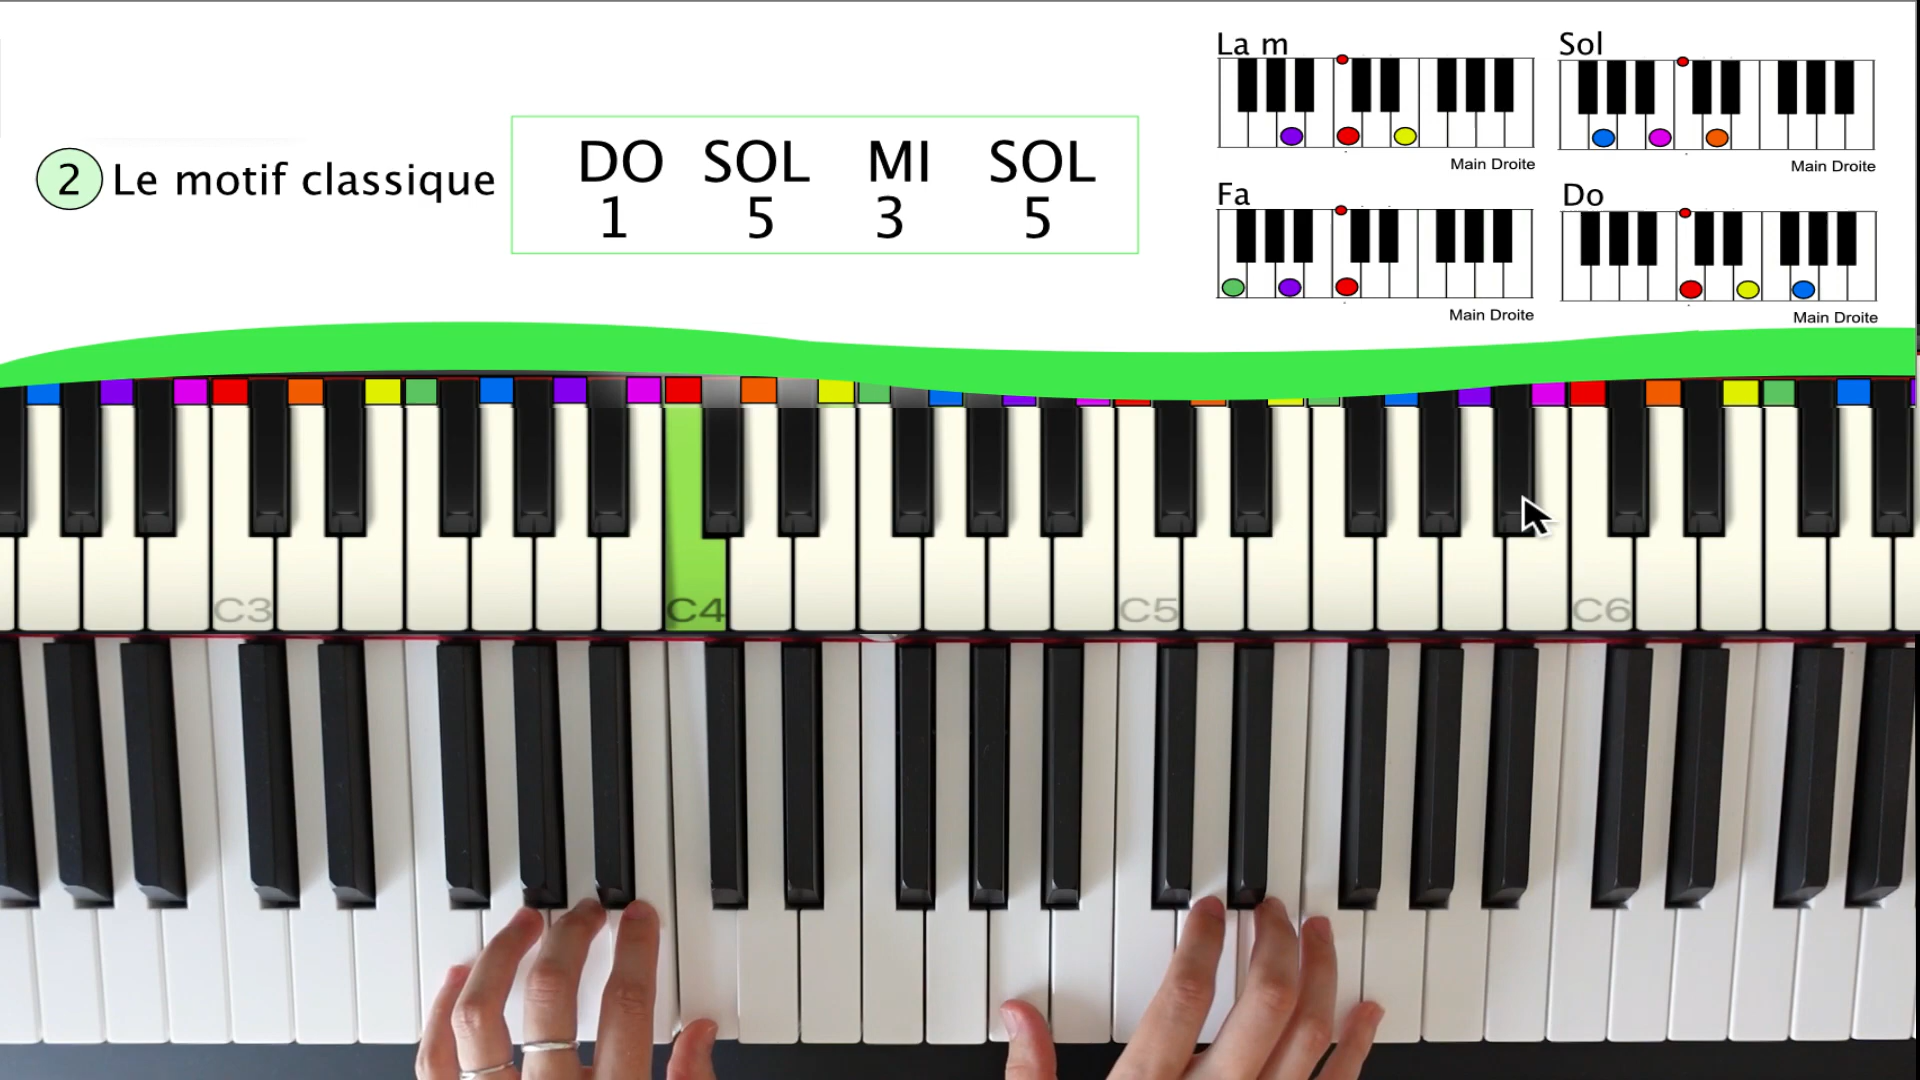 2 Le motif classique
DO SOL MI SOL
1 5 3 5
La m
Main Droite
Sol
Main Droite
Fa
Main Droite
Do
Main Droite
C3 C4 C5 C6